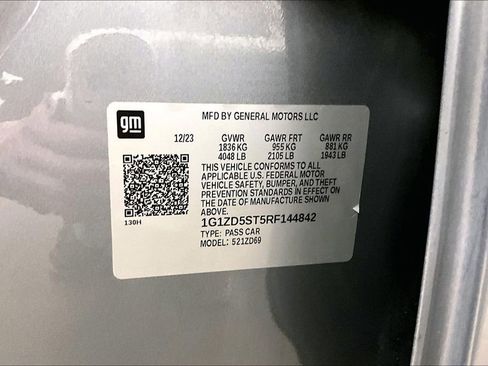 gm
MFD BY GENERAL MOTORS LLC
12/23 GVWR GAWR FRT GAWR RR
1836 KG 955 KG 881 KG
4048 LB 2105 LB 1943 LB
THIS VEHICLE CONFORMS TO ALL
APPLICABLE U.S. FEDERAL MOTOR
VEHICLE SAFETY, BUMPER, AND THEFT
PREVENTION STANDARDS IN EFFECT ON
THE DATE OF MANUFACTURE SHOWN
ABOVE.
130H
1G1ZD5ST5RF144842
TYPE: PASS CAR
MODEL: 521ZD69